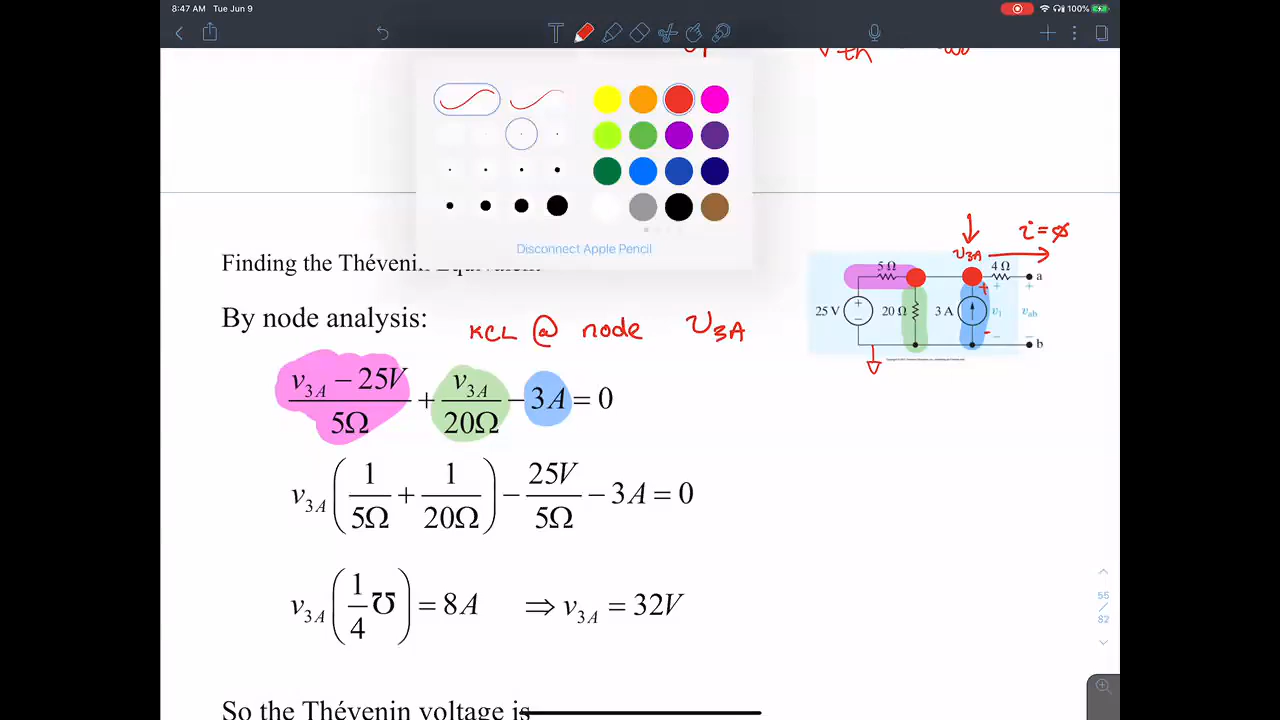 8:47 AM Tue Jun 9
100%
T
Vth
Disconnect Apple Pencil
Finding the Thévenin Equivalent
i=∅
v3A
5 Ω
4 Ω
a
25 V
20 Ω
3 A
+
v1
−
+
vab
−
b
By node analysis: KCL @ node V3A
(v3A − 25V)/5Ω + v3A/20Ω − 3A = 0
v3A (1/5Ω + 1/20Ω) − 25V/5Ω − 3A = 0
v3A (1/4 ℧) = 8A ⇒ v3A = 32V
55
/
82
So the Thévenin voltage is